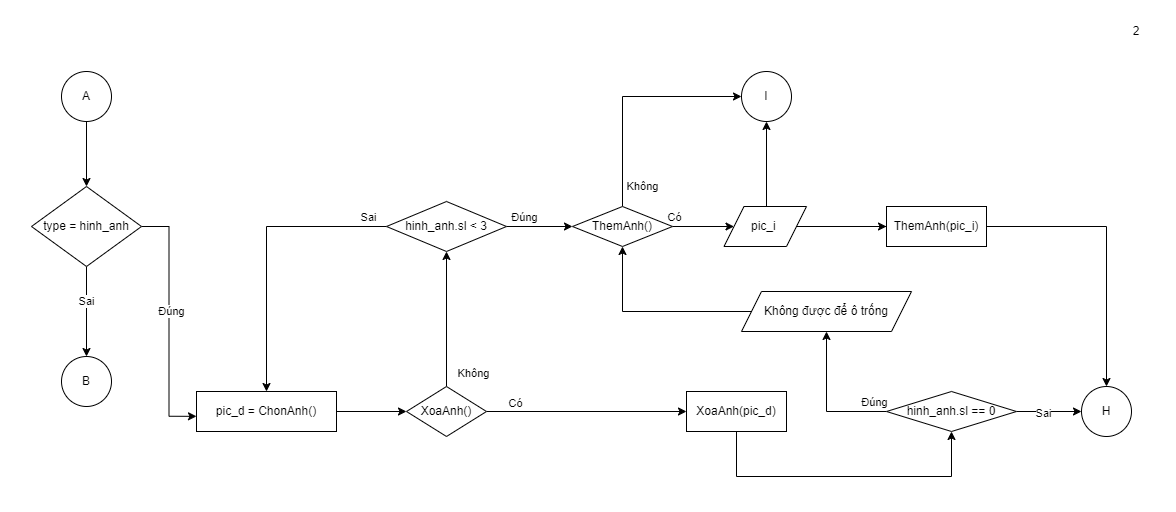 2
A
I
type = hinh_anh
Sai
Đúng
B
Sai
hinh_anh.sl < 3
Đúng
Không
ThemAnh()
Có
pic_i
ThemAnh(pic_i)
Không được để ô trống
Không
pic_d = ChonAnh()
XoaAnh()
Có
XoaAnh(pic_d)
Đúng
hinh_anh.sl == 0
Sai
H